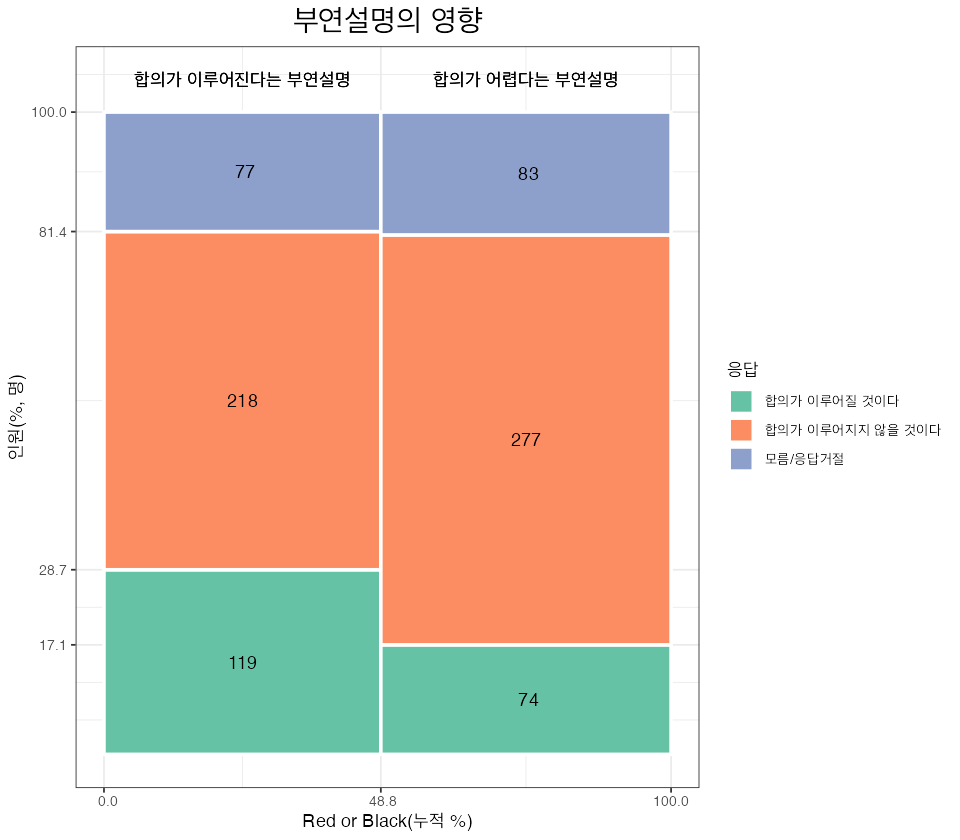 부연설명의 영향
합의가 이루어진다는 부연설명
합의가 어렵다는 부연설명
100.0
81.4
28.7
17.1
인원(%, 명)
77
83
218
277
119
74
0.0
48.8
100.0
Red or Black(누적 %)
응답
합의가 이루어질 것이다
합의가 이루어지지 않을 것이다
모름/응답거절